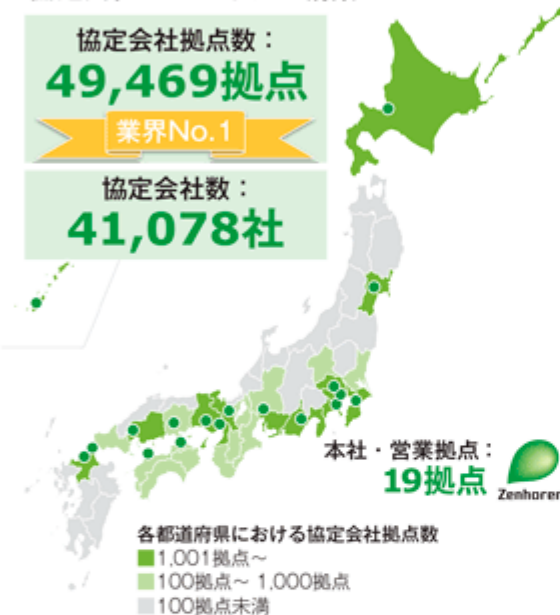 協定会社拠点数：
49,469拠点
業界No.1
協定会社数：
41,078社
本社・営業拠点：
19拠点
Zenhoren
各都道府県における協定会社拠点数
1,001拠点〜
100拠点〜 1,000拠点
100拠点未満